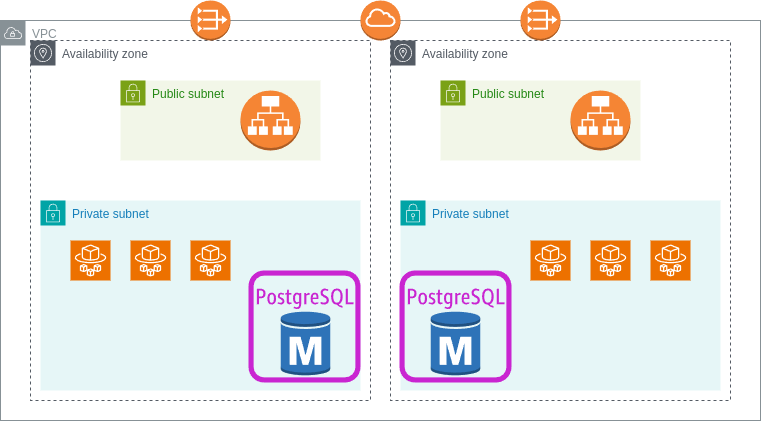 VPC
Availability zone
Availability zone
Public subnet
Public subnet
Private subnet
Private subnet
PostgreSQL
PostgreSQL
M
M